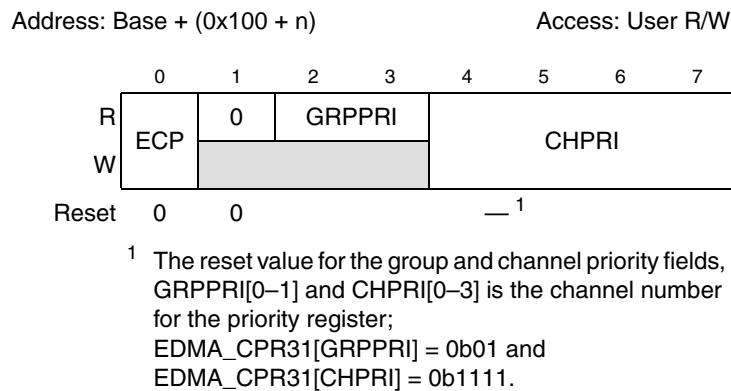 Address: Base + (0x100 + n) Access: User R/W
0 1 2 3 4 5 6 7
R ECP 0 GRPPRI CHPRI
W
Reset 0 0 — 1
1 The reset value for the group and channel priority fields,
GRPPRI[0–1] and CHPRI[0–3] is the channel number
for the priority register;
EDMA_CPR31[GRPPRI] = 0b01 and
EDMA_CPR31[CHPRI] = 0b1111.